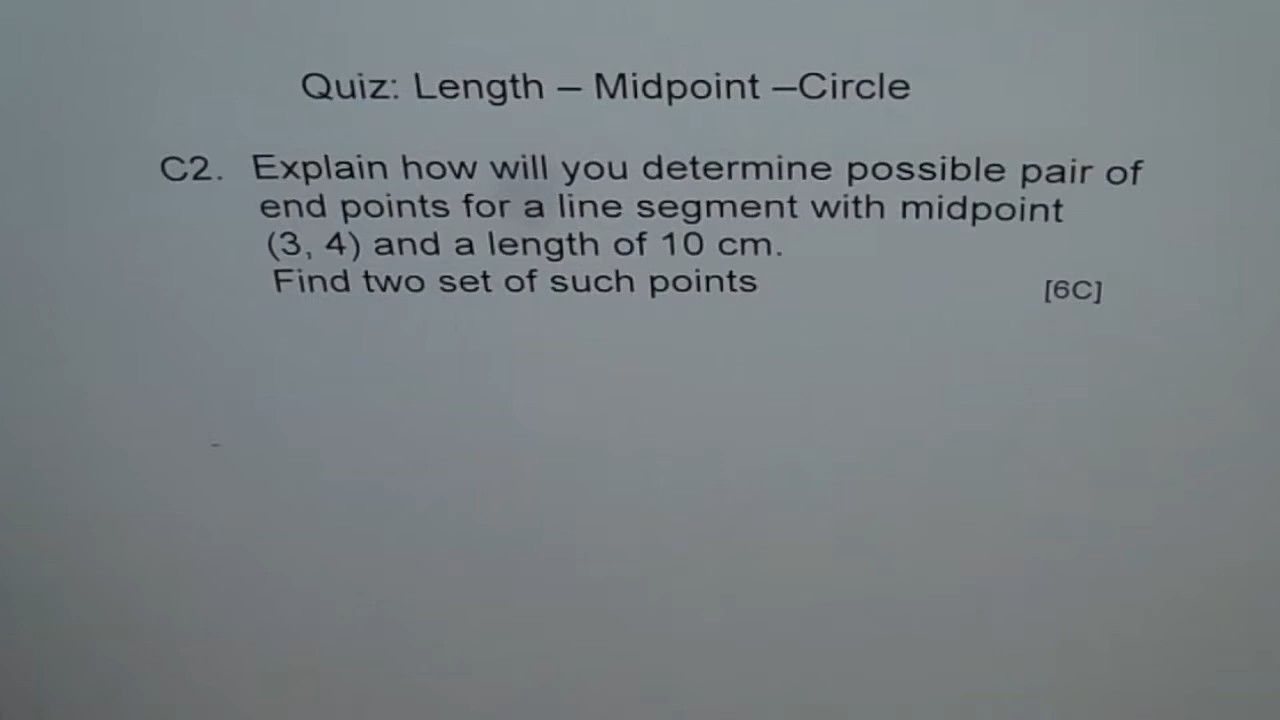 Quiz: Length – Midpoint –Circle
C2. Explain how will you determine possible pair of
end points for a line segment with midpoint
(3, 4) and a length of 10 cm.
Find two set of such points [6C]